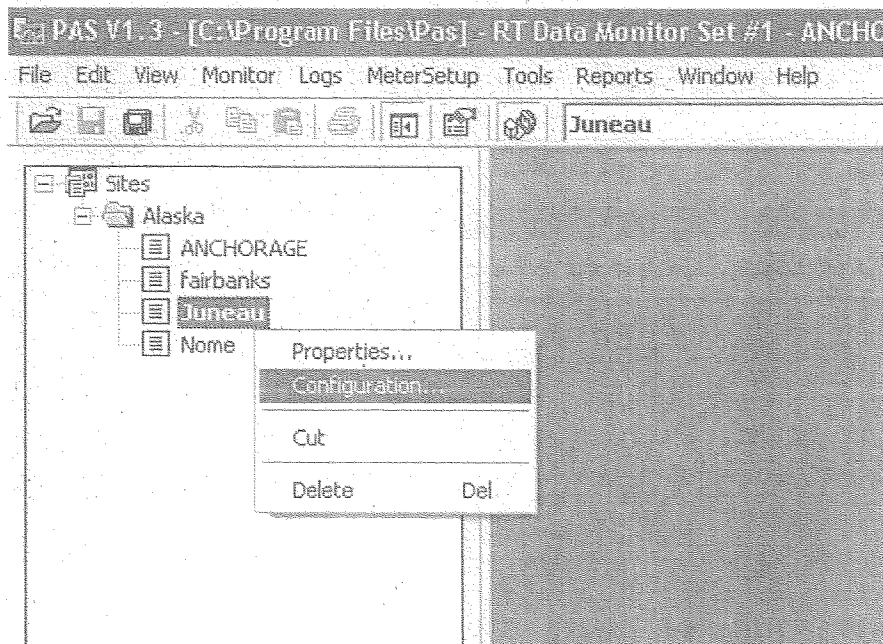 PAS V1.3 - [C:\Program Files\Pas] - RT Data Monitor Set #1 - ANCHO
File Edit View Monitor Logs MeterSetup Tools Reports Window Help
Juneau
Sites
Alaska
ANCHORAGE
fairbanks
Juneau
Nome
Properties...
Configuration...
Cut
Delete Del